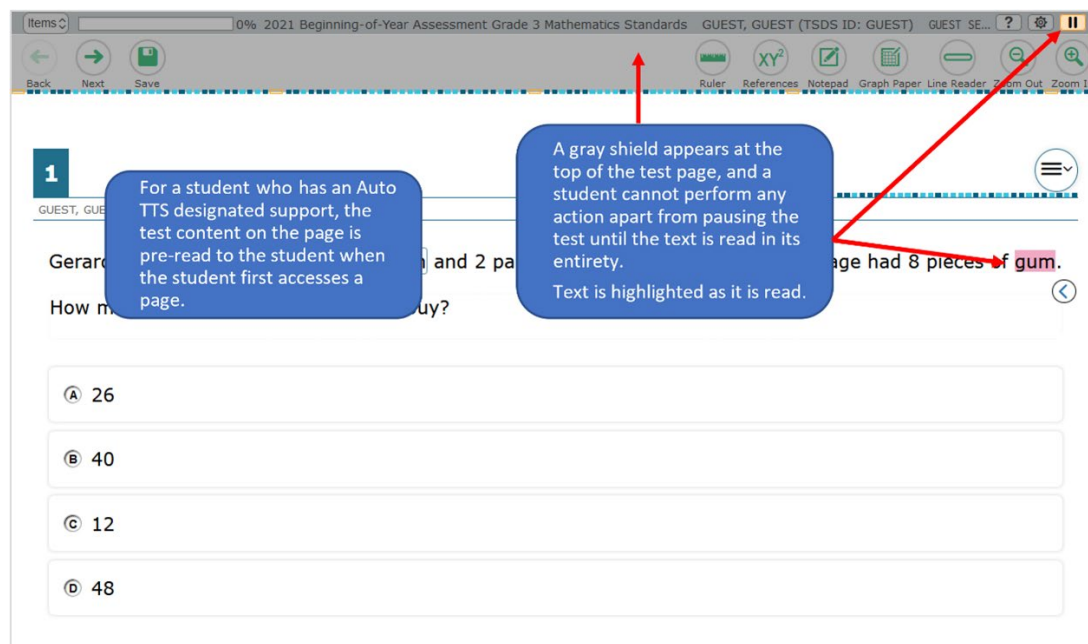 Items 0% 2021 Beginning-of-Year Assessment Grade 3 Mathematics Standards GUEST, GUEST (TSDS ID: GUEST) GUEST SE... ?
Back Next Save Ruler XY² References Notepad Graph Paper Line Reader Zoom Out Zoom I
1
GUEST, GUE
For a student who has an Auto
TTS designated support, the
test content on the page is
pre-read to the student when
the student first accesses a
page.
A gray shield appears at the
top of the test page, and a
student cannot perform any
action apart from pausing the
test until the text is read in its
entirety.
Text is highlighted as it is read.
Gerar and 2 pa age had 8 pieces of gum.
How m uy?
A 26
B 40
C 12
D 48